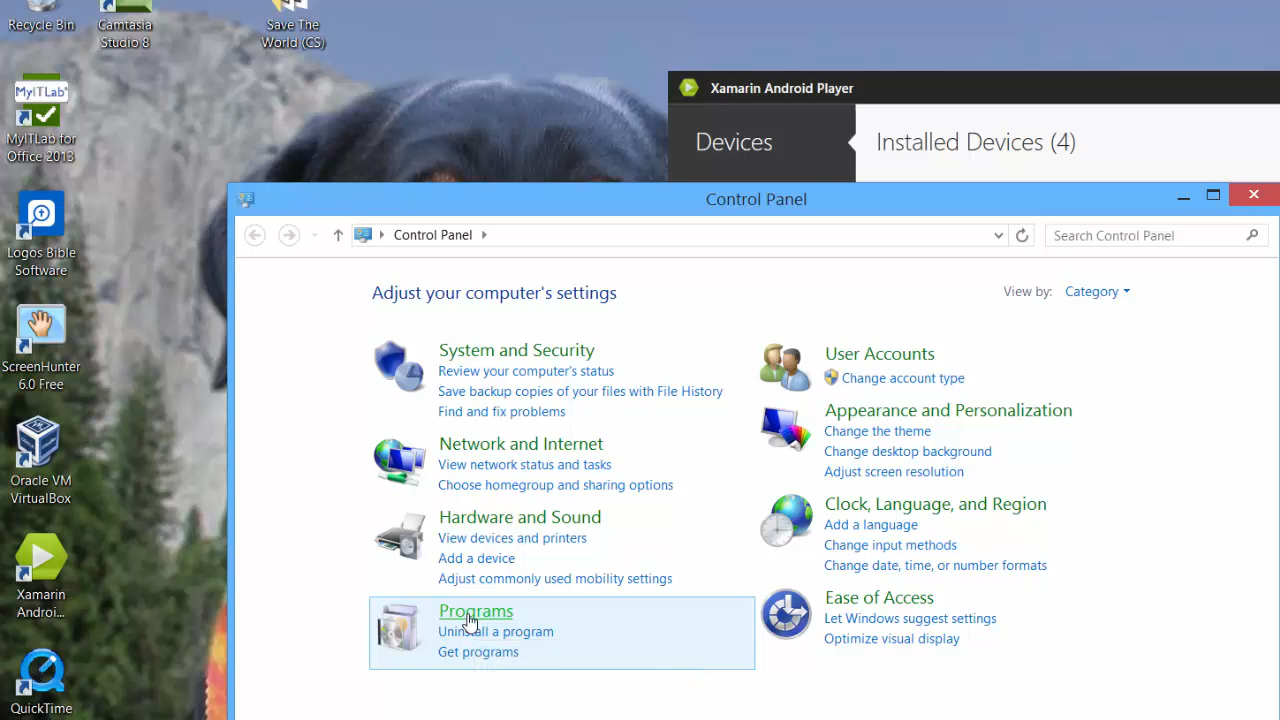 Recycle Bin
Camtasia
Studio 8
Save The
World (CS)
MyITLab
MyITLab for
Office 2013
Logos Bible
Software
ScreenHunter
6.0 Free
Oracle VM
VirtualBox
Xamarin
Androi...
QuickTime
Xamarin Android Player
Devices
Installed Devices (4)
Control Panel
Control Panel
Search Control Panel
Adjust your computer's settings
View by: Category
System and Security
Review your computer's status
Save backup copies of your files with File History
Find and fix problems
Network and Internet
View network status and tasks
Choose homegroup and sharing options
Hardware and Sound
View devices and printers
Add a device
Adjust commonly used mobility settings
Programs
Uninstall a program
Get programs
User Accounts
Change account type
Appearance and Personalization
Change the theme
Change desktop background
Adjust screen resolution
Clock, Language, and Region
Add a language
Change input methods
Change date, time, or number formats
Ease of Access
Let Windows suggest settings
Optimize visual display